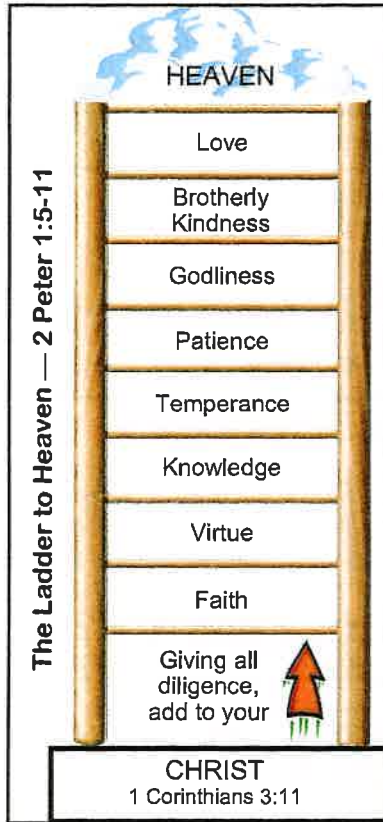 HEAVEN
Love
Brotherly
Kindness
Godliness
Patience
Temperance
Knowledge
Virtue
Faith
Giving all
diligence,
add to your
CHRIST
1 Corinthians 3:11
The Ladder to Heaven — 2 Peter 1:5-11